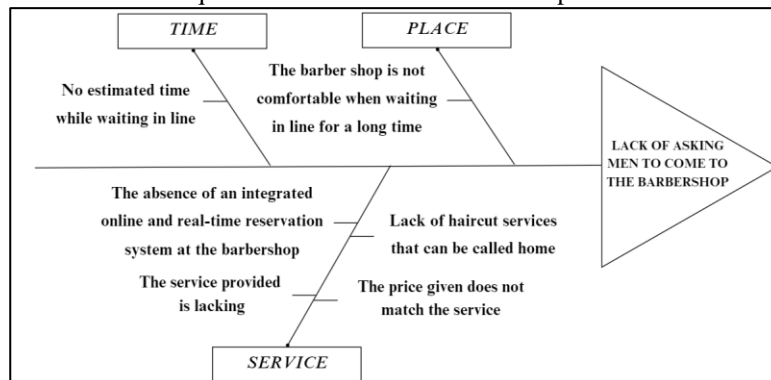 TIME
PLACE
No estimated time
while waiting in line
The barber shop is not
comfortable when waiting
in line for a long time
LACK OF ASKING
MEN TO COME TO
THE BARBERSHOP
The absence of an integrated
online and real-time reservation
system at the barbershop
Lack of haircut services
that can be called home
The service provided
is lacking
The price given does not
match the service
SERVICE